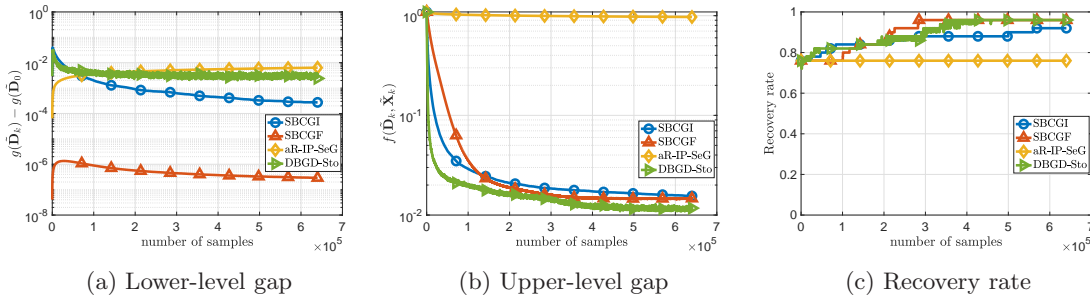 10^0
10^-2
10^-4
10^-6
10^-8
g(D̃_k) − g(D̃_0)
SBCGI
SBCGF
aR-IP-SeG
DBGD-Sto
0 1 2 3 4 5 6 7
number of samples ×10^5
(a) Lower-level gap
10^0
10^-1
10^-2
f(D̃_k, X̃_k)
SBCGI
SBCGF
aR-IP-SeG
DBGD-Sto
0 1 2 3 4 5 6 7
number of samples ×10^5
(b) Upper-level gap
1
0.8
0.6
0.4
0.2
0
Recovery rate
SBCGI
SBCGF
aR-IP-SeG
DBGD-Sto
0 1 2 3 4 5 6 7
number of samples ×10^5
(c) Recovery rate